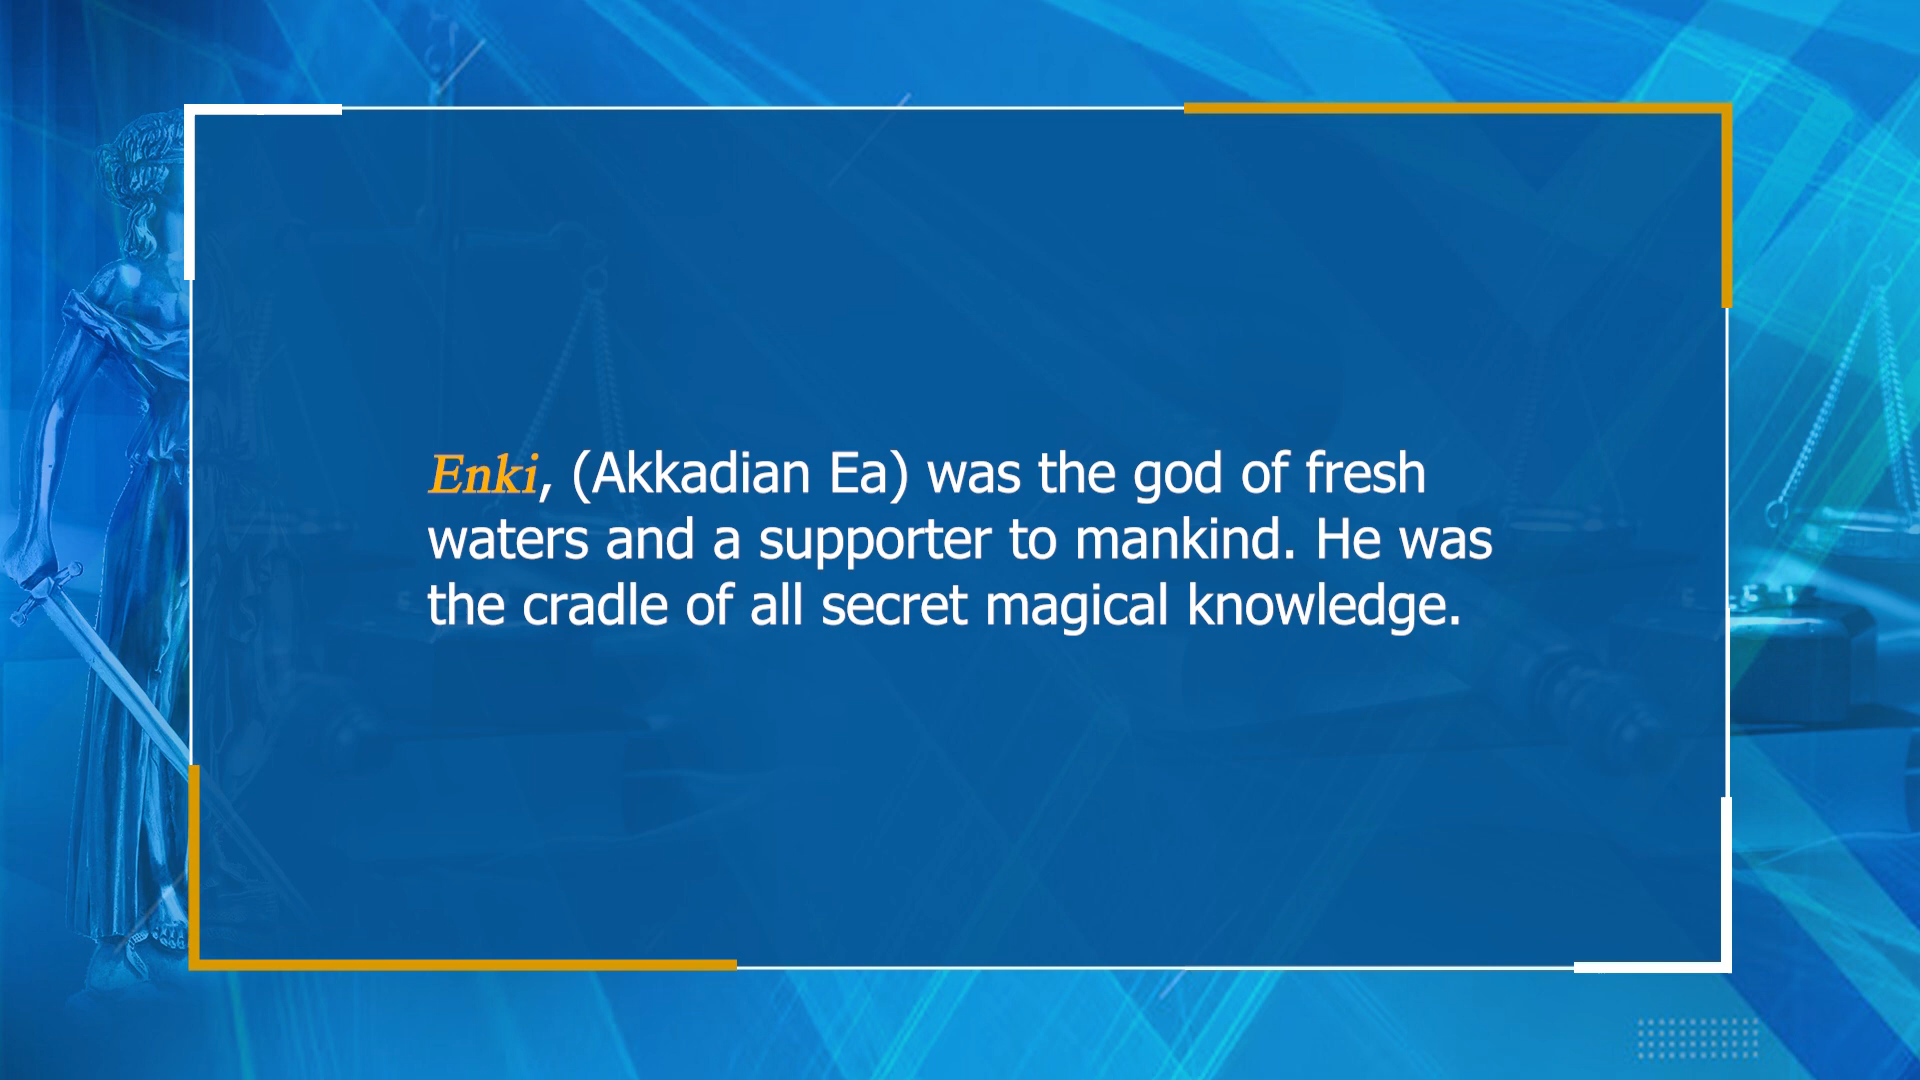 Enki, (Akkadian Ea) was the god of fresh
waters and a supporter to mankind. He was
the cradle of all secret magical knowledge.